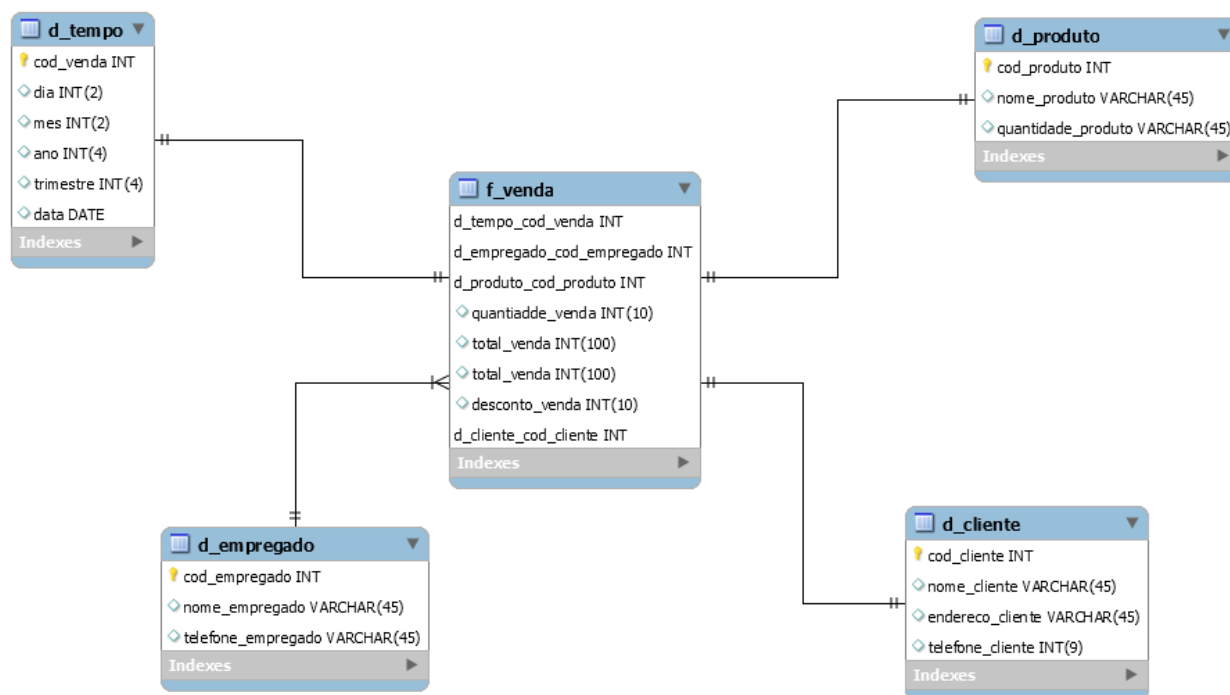 d_tempo
cod_venda INT
dia INT(2)
mes INT(2)
ano INT(4)
trimestre INT(4)
data DATE
Indexes
d_produto
cod_produto INT
nome_produto VARCHAR(45)
quantidade_produto VARCHAR(45)
Indexes
f_venda
d_tempo_cod_venda INT
d_empregado_cod_empregado INT
d_produto_cod_produto INT
quantiadde_venda INT(10)
total_venda INT(100)
total_venda INT(100)
desconto_venda INT(10)
d_cliente_cod_cliente INT
Indexes
d_empregado
cod_empregado INT
nome_empregado VARCHAR(45)
telefone_empregado VARCHAR(45)
Indexes
d_cliente
cod_cliente INT
nome_cliente VARCHAR(45)
endereco_cliente VARCHAR(45)
telefone_cliente INT(9)
Indexes